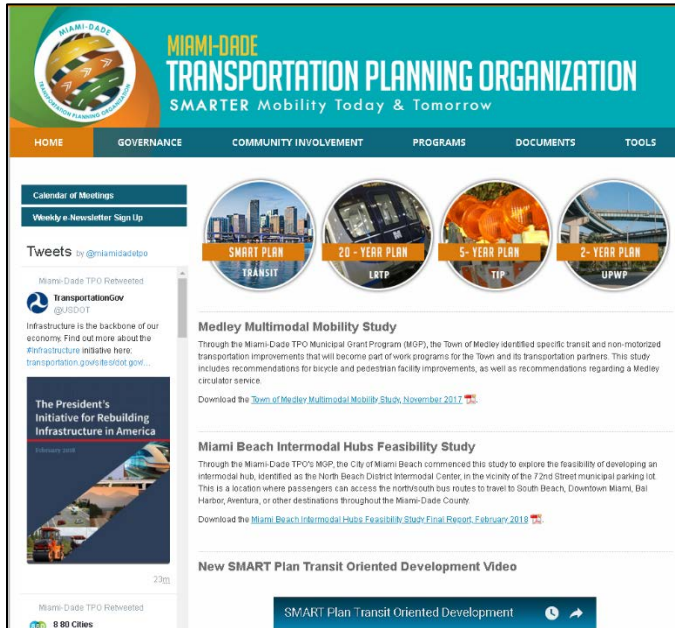 MIAMI-DADE
TRANSPORTATION PLANNING ORGANIZATION
MIAMI-DADE
TRANSPORTATION PLANNING ORGANIZATION
SMARTER Mobility Today & Tomorrow
HOME GOVERNANCE COMMUNITY INVOLVEMENT PROGRAMS DOCUMENTS TOOLS
Calendar of Meetings
Weekly e-Newsletter Sign Up
Tweets by @miamidadetpo
Miami-Dade TPO Retweeted
TransportationGov
@USDOT
Infrastructure is the backbone of our
economy. Find out more about the
#Infrastructure initiative here:
transportation.gov/sites/dot.gov/...
The President's
Initiative for Rebuilding
Infrastructure in America
February 2018
23m
Miami-Dade TPO Retweeted
8 80 Cities
SMART PLAN
TRANSIT
20 - YEAR PLAN
LRTP
5- YEAR PLAN
TIP
2- YEAR PLAN
UPWP
Medley Multimodal Mobility Study
Through the Miami-Dade TPO Municipal Grant Program (MGP), the Town of Medley identified specific transit and non-motorized
transportation improvements that will become part of work programs for the Town and its transportation partners. This study
includes recommendations for bicycle and pedestrian facility improvements, as well as recommendations regarding a Medley
circulator service.
Download the Town of Medley Multimodal Mobility Study, November 2017
Miami Beach Intermodal Hubs Feasibility Study
Through the Miami-Dade TPO's MGP, the City of Miami Beach commenced this study to explore the feasibility of developing an
intermodal hub, identified as the North Beach District Intermodal Center, in the vicinity of the 72nd Street municipal parking lot.
This is a location where passengers can access the north/south bus routes to travel to South Beach, Downtown Miami, Bal
Harbor, Aventura, or other destinations throughout the Miami-Dade County.
Download the Miami Beach Intermodal Hubs Feasibility Study Final Report, February 2018
New SMART Plan Transit Oriented Development Video
SMART Plan Transit Oriented Development